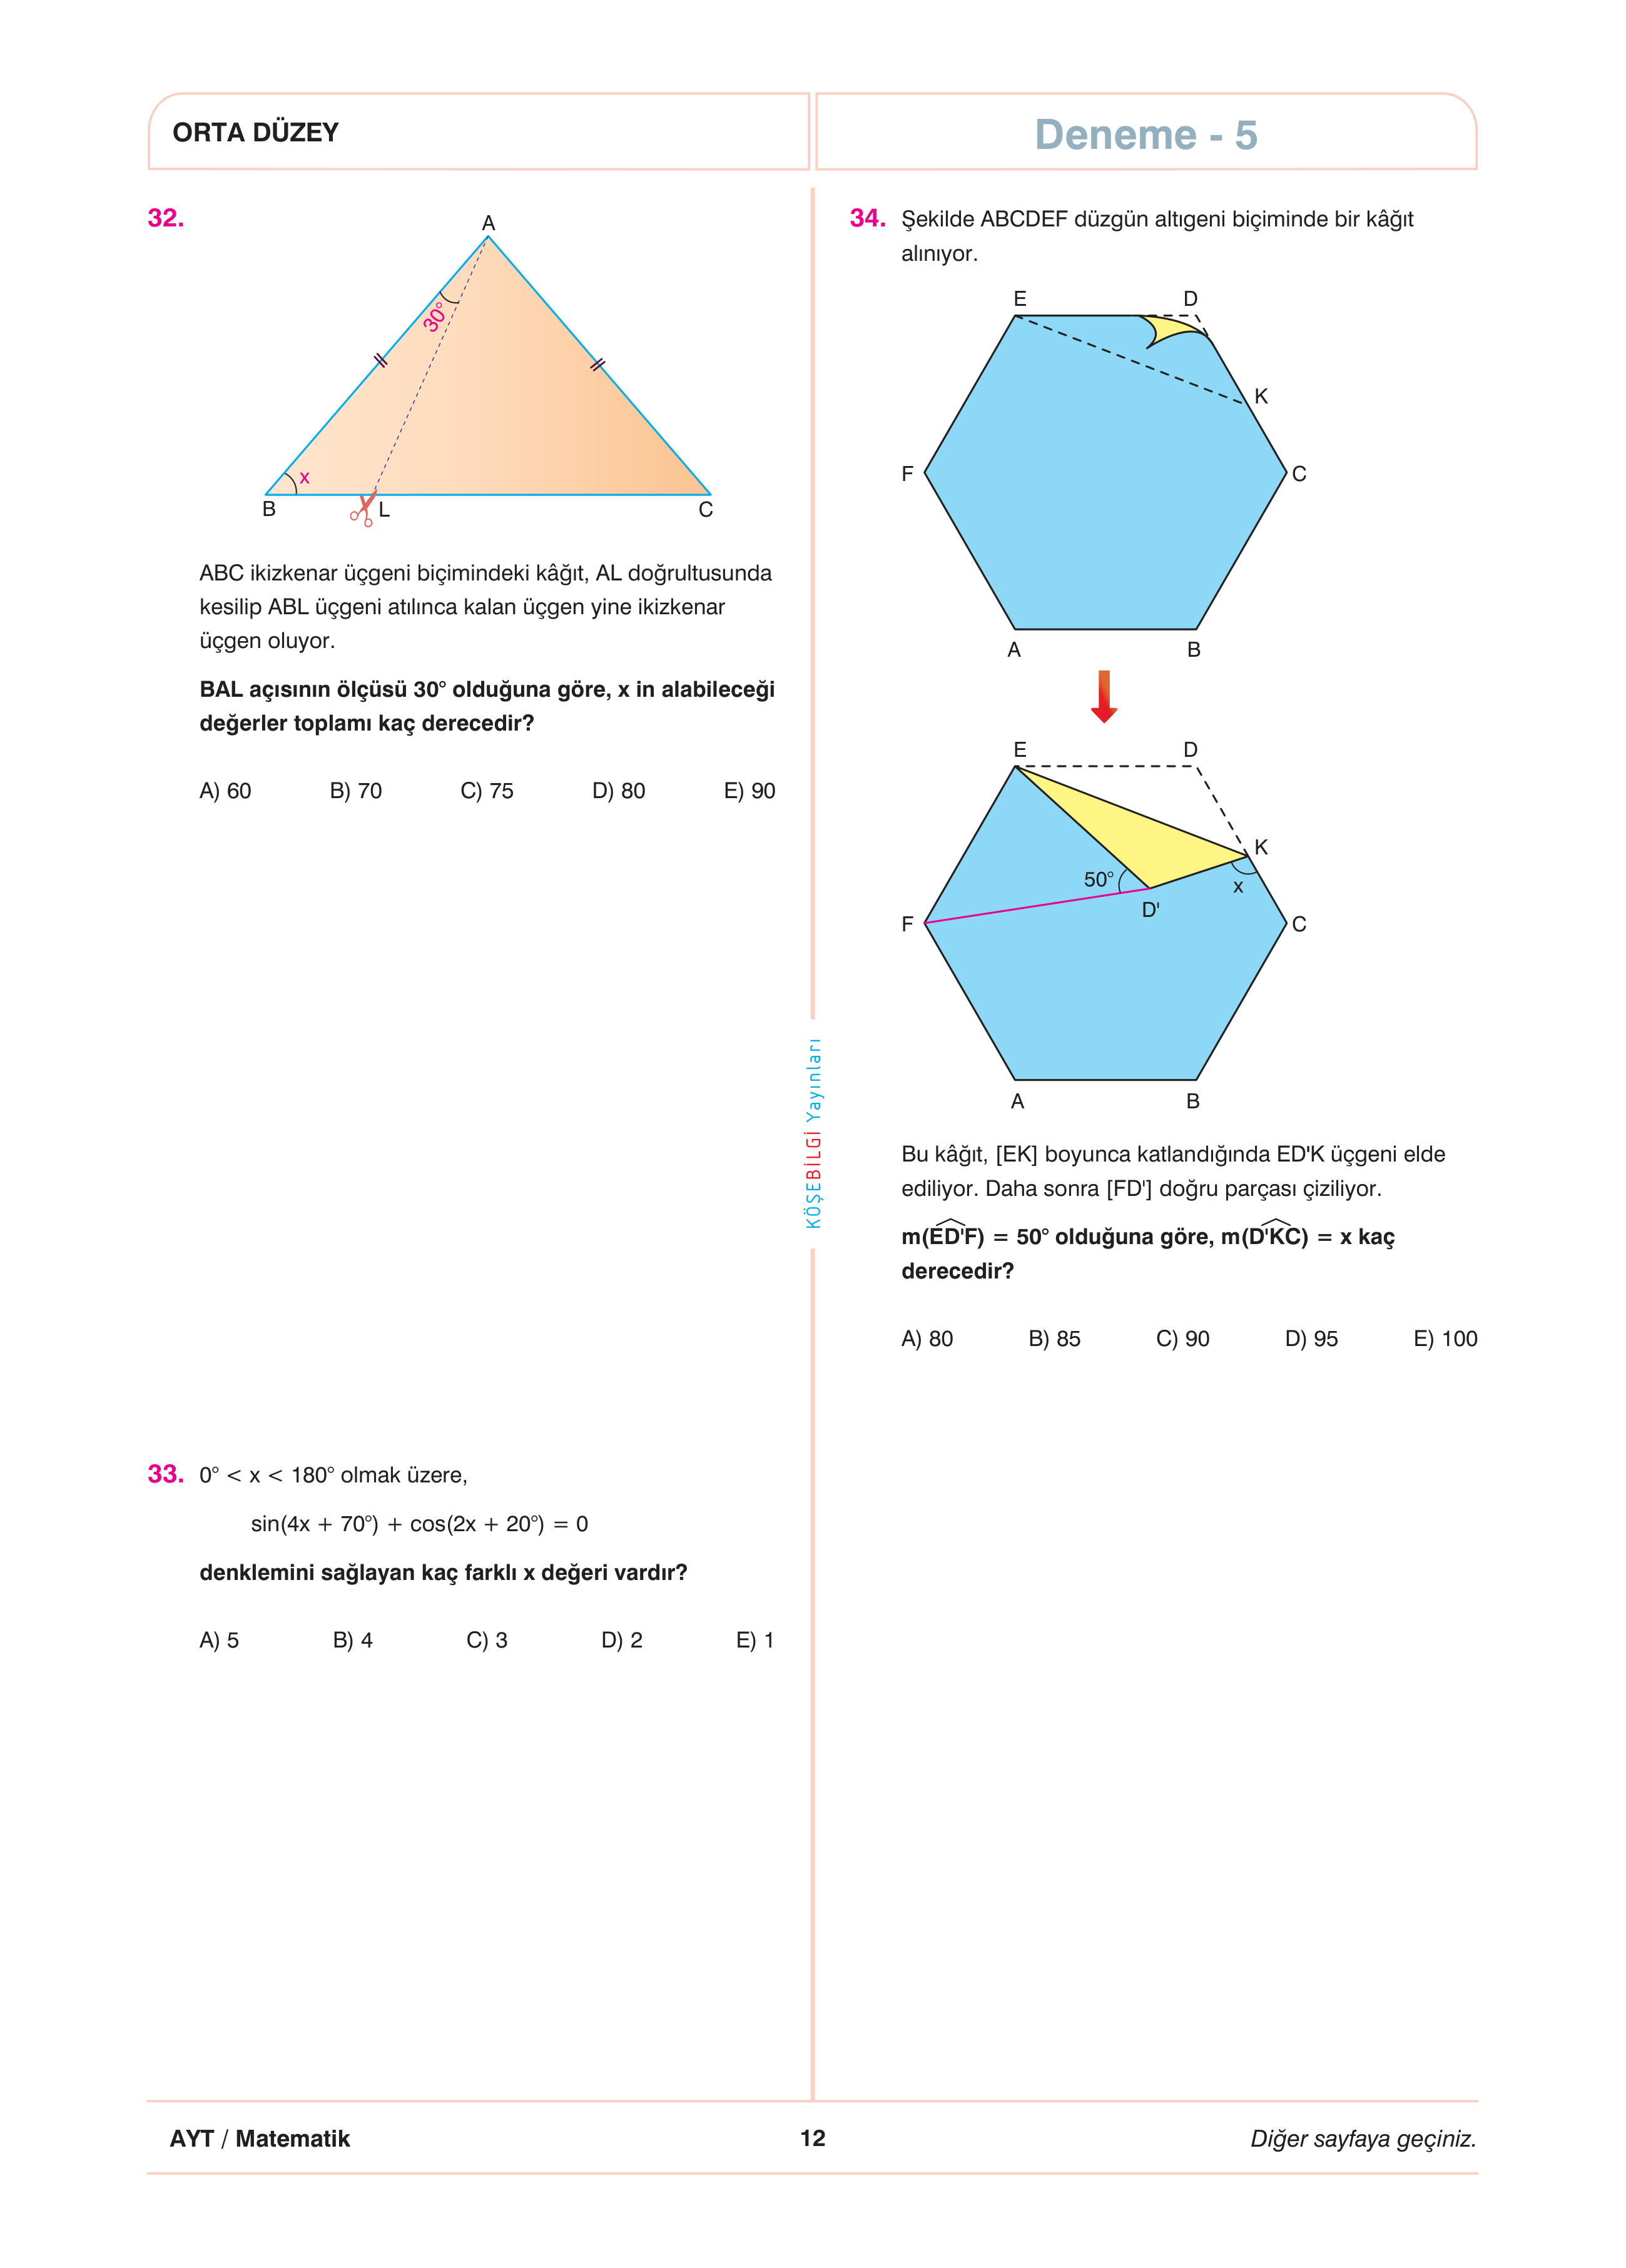 ORTA DÜZEY
Deneme - 5
32.
A
30°
x
B
L
C
ABC ikizkenar üçgeni biçimindeki kâğıt, AL doğrultusunda
kesilip ABL üçgeni atılınca kalan üçgen yine ikizkenar
üçgen oluyor.
BAL açısının ölçüsü 30° olduğuna göre, x in alabileceği
değerler toplamı kaç derecedir?
A) 60 B) 70 C) 75 D) 80 E) 90
33. 0° < x < 180° olmak üzere,
sin(4x + 70°) + cos(2x + 20°) = 0
denklemini sağlayan kaç farklı x değeri vardır?
A) 5 B) 4 C) 3 D) 2 E) 1
KÖŞEBİLGİ Yayınları
34. Şekilde ABCDEF düzgün altıgeni biçiminde bir kâğıt
alınıyor.
E D
K
F C
A B
E D
K
50° x
D'
F C
A B
Bu kâğıt, [EK] boyunca katlandığında ED'K üçgeni elde
ediliyor. Daha sonra [FD'] doğru parçası çiziliyor.
m(ED'F) = 50° olduğuna göre, m(D'KC) = x kaç
derecedir?
A) 80 B) 85 C) 90 D) 95 E) 100
AYT / Matematik
12
Diğer sayfaya geçiniz.